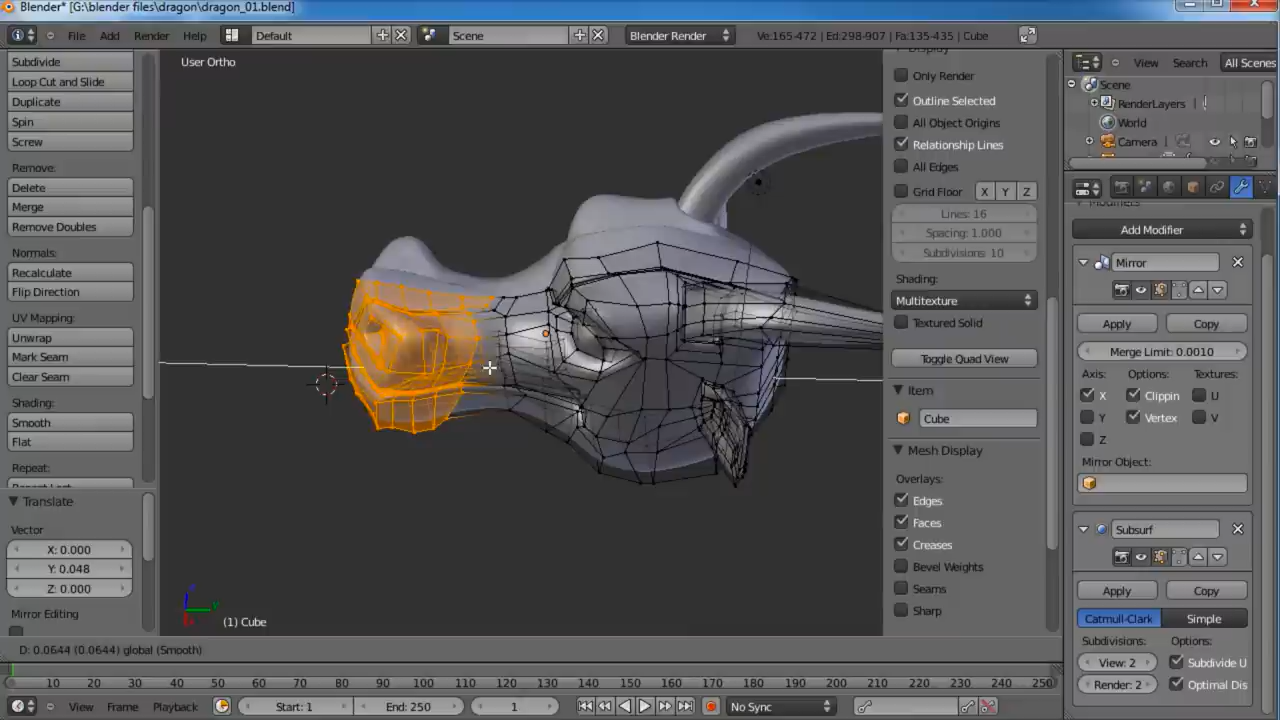 Blender* [G:\blender files\dragon\dragon_01.blend]
File Add Render Help Default Scene Blender Render Ve:165-472 | Ed:298-907 | Fa:135-435 | Cube
Subdivide
Loop Cut and Slide
Duplicate
Spin
Screw
Remove:
Delete
Merge
Remove Doubles
Normals:
Recalculate
Flip Direction
UV Mapping:
Unwrap
Mark Seam
Clear Seam
Shading:
Smooth
Flat
Repeat:
Translate
Vector
X: 0.000
Y: 0.048
Z: 0.000
Mirror Editing
User Ortho
(1) Cube
D: 0.0644 (0.0644) global (Smooth)
Display
Only Render
Outline Selected
All Object Origins
Relationship Lines
All Edges
Grid Floor X Y Z
Lines: 16
Spacing: 1.000
Subdivisions: 10
Shading:
Multitexture
Textured Solid
Toggle Quad View
Item
Cube
Mesh Display
Overlays:
Edges
Faces
Creases
Bevel Weights
Seams
Sharp
View Search All Scenes
Scene
RenderLayers
World
Camera
Modifiers
Add Modifier
Mirror
Apply Copy
Merge Limit: 0.0010
Axis: Options: Textures:
X Clippin U
Y Vertex V
Z
Mirror Object:
Subsurf
Apply Copy
Catmull-Clark Simple
Subdivisions: Options:
View: 2 Subdivide U
Render: 2 Optimal Dis
10 20 30 40 50 60 70 80 90 100 110 120 130 140 150 160 170 180 190 200 210 220 230 240 250
View Frame Playback Start: 1 End: 250 1 No Sync